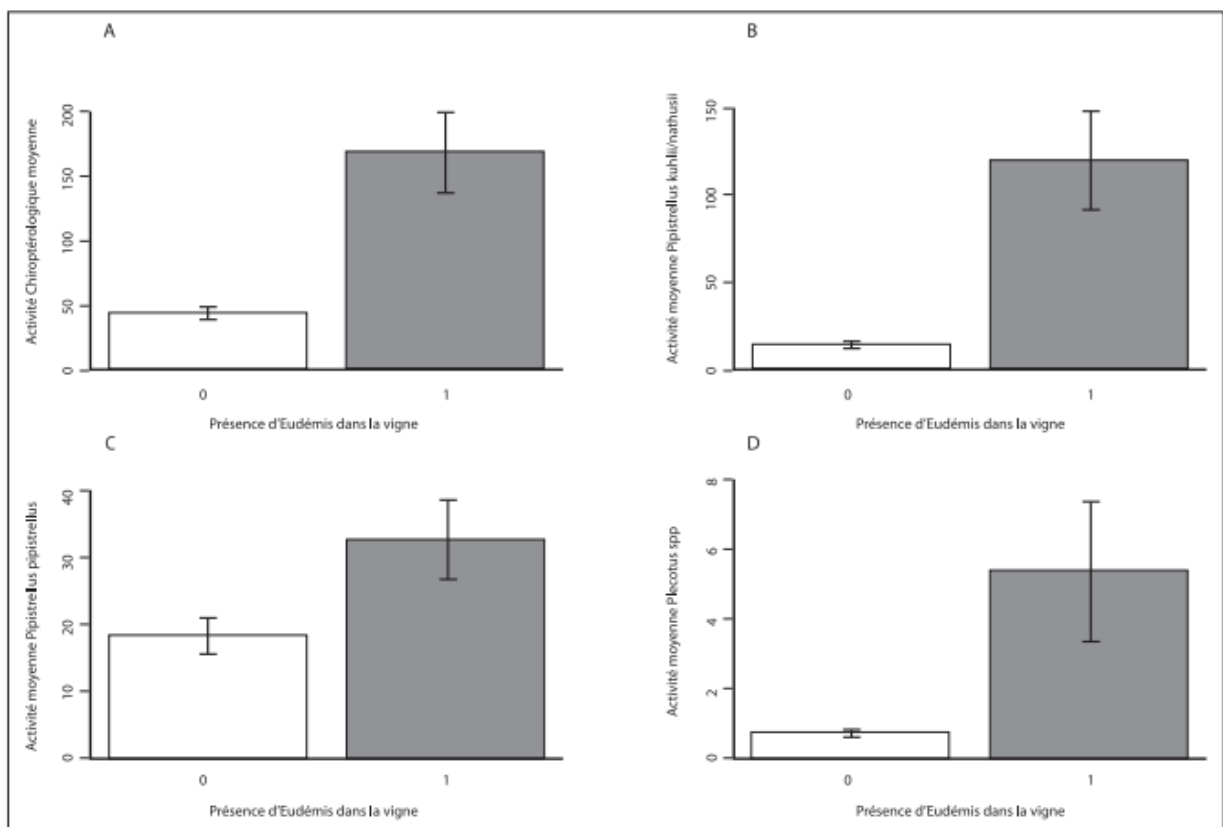 A
Activité Chiroptérologique moyenne
0
50
100
150
200
0
1
Présence d'Eudémis dans la vigne
B
Activité moyenne Pipistrellus kuhlii/nathusii
0
50
100
150
0
1
Présence d'Eudémis dans la vigne
C
Activité moyenne Pipistrellus pipistrellus
0
10
20
30
40
0
1
Présence d'Eudémis dans la vigne
D
Activité moyenne Plecotus spp
0
2
4
6
8
0
1
Présence d'Eudémis dans la vigne